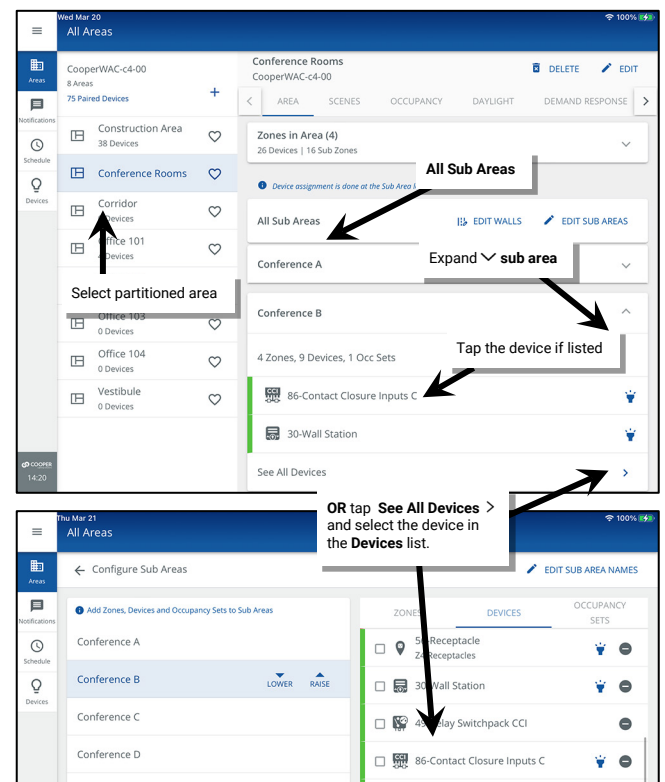 Wed Mar 20
100%
All Areas
Areas
Notifications
Schedule
Devices
COOPER
14:20
CooperWAC-c4-00
8 Areas
75 Paired Devices
+
Construction Area
38 Devices
Conference Rooms
Corridor
Devices
Office 101
Devices
Select partitioned area
Office 103
0 Devices
Office 104
0 Devices
Vestibule
0 Devices
Conference Rooms
CooperWAC-c4-00
DELETE
EDIT
AREA
SCENES
OCCUPANCY
DAYLIGHT
DEMAND RESPONSE
Zones in Area (4)
26 Devices | 16 Sub Zones
All Sub Areas
Device assignment is done at the Sub Area
All Sub Areas
EDIT WALLS
EDIT SUB AREAS
Conference A
Expand sub area
Conference B
Tap the device if listed
4 Zones, 9 Devices, 1 Occ Sets
CCI
86-Contact Closure Inputs C
30-Wall Station
See All Devices
OR tap See All Devices >
and select the device in
the Devices list.
Thu Mar 21
100%
All Areas
Areas
Notifications
Schedule
Devices
Configure Sub Areas
EDIT SUB AREA NAMES
Add Zones, Devices and Occupancy Sets to Sub Areas
Conference A
Conference B
LOWER
RAISE
Conference C
Conference D
ZONES
DEVICES
OCCUPANCY
SETS
Receptacle
Receptacles
30-Wall Station
Relay Switchpack CCI
CCI
86-Contact Closure Inputs C